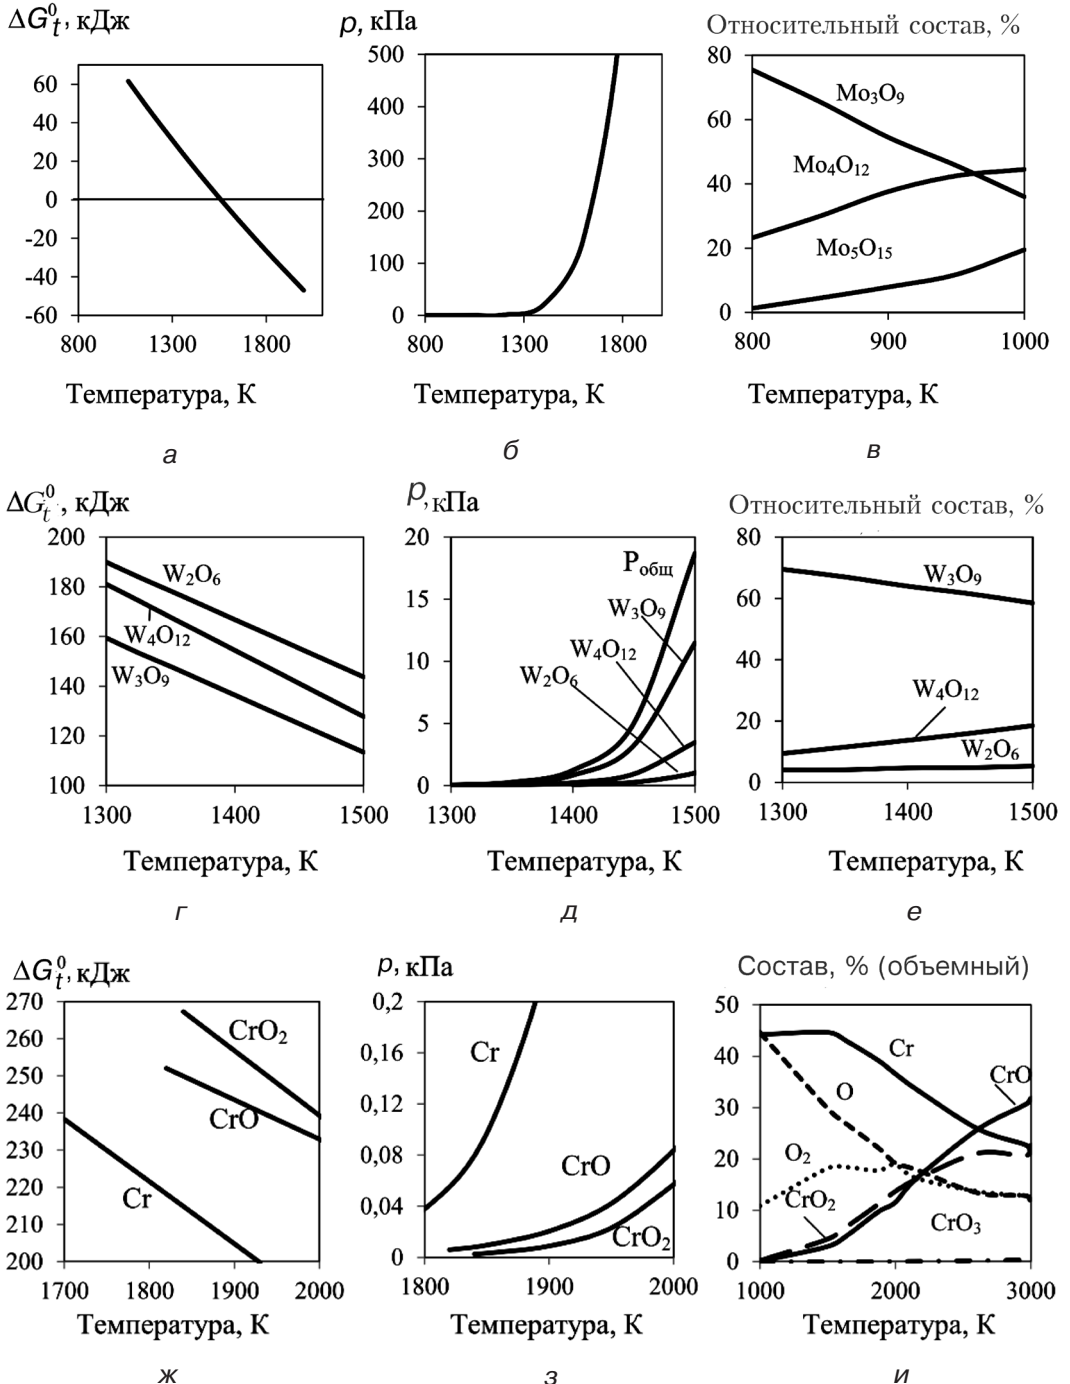 ΔG⁰t, кДж
60
40
20
0
-20
-40
-60
800 1300 1800
Температура, К
а
p, кПа
500
400
300
200
100
0
800 1300 1800
Температура, К
б
Относительный состав, %
80
60
40
20
0
Mo₃O₉
Mo₄O₁₂
Mo₅O₁₅
800 900 1000
Температура, К
в
ΔG⁰t, кДж
200
180
160
140
120
100
W₂O₆
W₄O₁₂
W₃O₉
1300 1400 1500
Температура, К
г
p, кПа
20
15
10
5
0
Pобщ
W₃O₉
W₄O₁₂
W₂O₆
1300 1400 1500
Температура, К
д
Относительный состав, %
80
60
40
20
0
W₃O₉
W₄O₁₂
W₂O₆
1300 1400 1500
Температура, К
е
ΔG⁰t, кДж
270
260
250
240
230
220
210
200
CrO₂
CrO
Cr
1700 1800 1900 2000
Температура, К
ж
p, кПа
0,2
0,16
0,12
0,08
0,04
0
Cr
CrO
CrO₂
1800 1900 2000
Температура, К
з
Состав, % (объемный)
50
40
30
20
10
0
Cr
CrO
O
O₂
CrO₂
CrO₃
1000 2000 3000
Температура, К
и